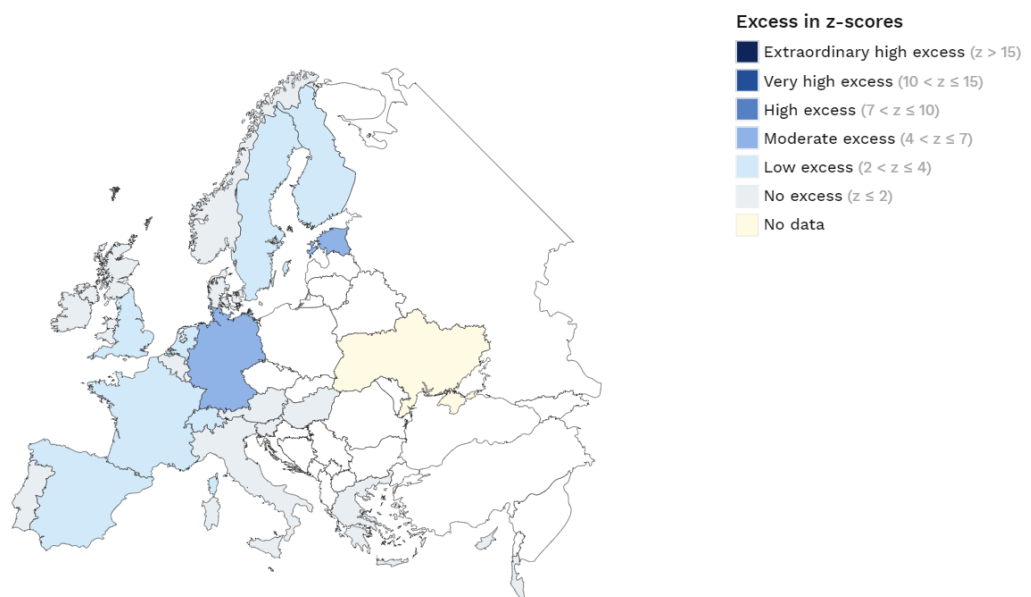 Excess in z-scores
Extraordinary high excess (z > 15)
Very high excess (10 < z ≤ 15)
High excess (7 < z ≤ 10)
Moderate excess (4 < z ≤ 7)
Low excess (2 < z ≤ 4)
No excess (z ≤ 2)
No data